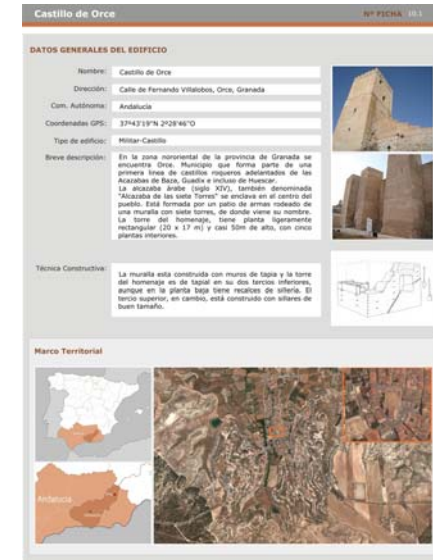 Castillo de Orce
Nº FICHA 10.1
DATOS GENERALES DEL EDIFICIO
Nombre: Castillo de Orce
Dirección: Calle de Fernando Villalobos, Orce, Granada
Com. Autónoma: Andalucía
Coordenadas GPS: 37º43'19"N 2º28'46"O
Tipo de edificio: Militar-Castillo
Breve descripción: En la zona nororiental de la provincia de Granada se
encuentra Orce. Municipio que forma parte de una
primera línea de castillos roqueros adelantados de las
Alcazabas de Baza, Guadix e incluso de Huescar.
La alcazaba árabe (siglo XIV), también denominada
"Alcazaba de las siete Torres" se enclava en el centro del
pueblo. Está formada por un patio de armas rodeado de
una muralla con siete torres, de donde viene su nombre.
La torre del homenaje, tiene planta ligeramente
rectangular (20 x 17 m) y casi 50m de alto, con cinco
plantas interiores.
Técnica Constructiva:
La muralla esta construida con muros de tapia y la torre
del homenaje es de tapial en su dos tercios inferiores,
aunque en la planta baja tiene recalces de sillería. El
tercio superior, en cambio, está construido con sillares de
buen tamaño.
Marco Territorial
Andalucía